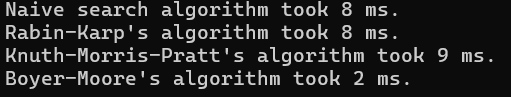 Naive search algorithm took 8 ms.
Rabin-Karp's algorithm took 8 ms.
Knuth-Morris-Pratt's algorithm took 9 ms.
Boyer-Moore's algorithm took 2 ms.